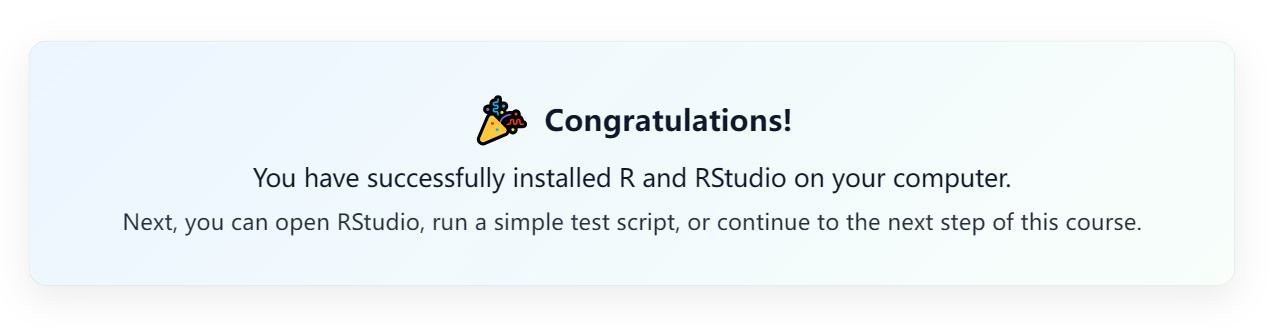 Congratulations!
You have successfully installed R and RStudio on your computer.
Next, you can open RStudio, run a simple test script, or continue to the next step of this course.